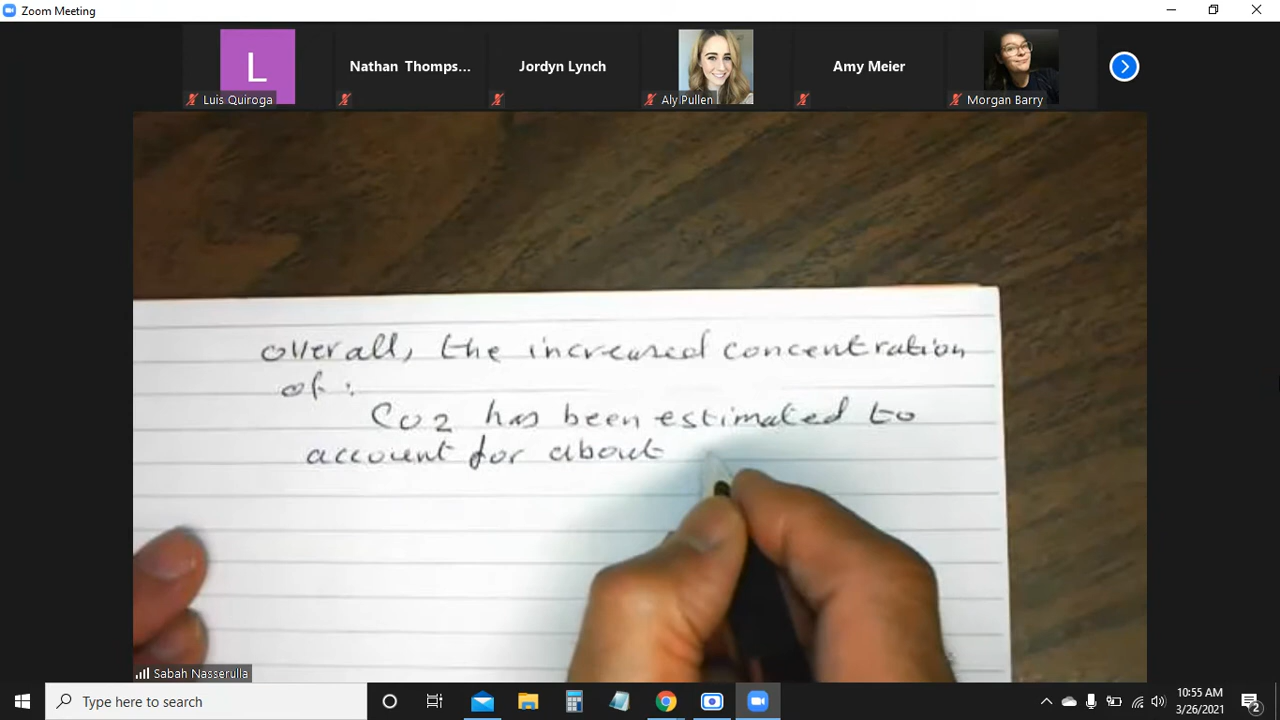 Zoom Meeting
L
Luis Quiroga
Nathan Thomps...
Jordyn Lynch
Aly Pullen
Amy Meier
Morgan Barry
overall, the increased concentration
of :
CO2 has been estimated to
account for about
Sabah Nasserulla
Type here to search
10:55 AM
3/26/2021
2